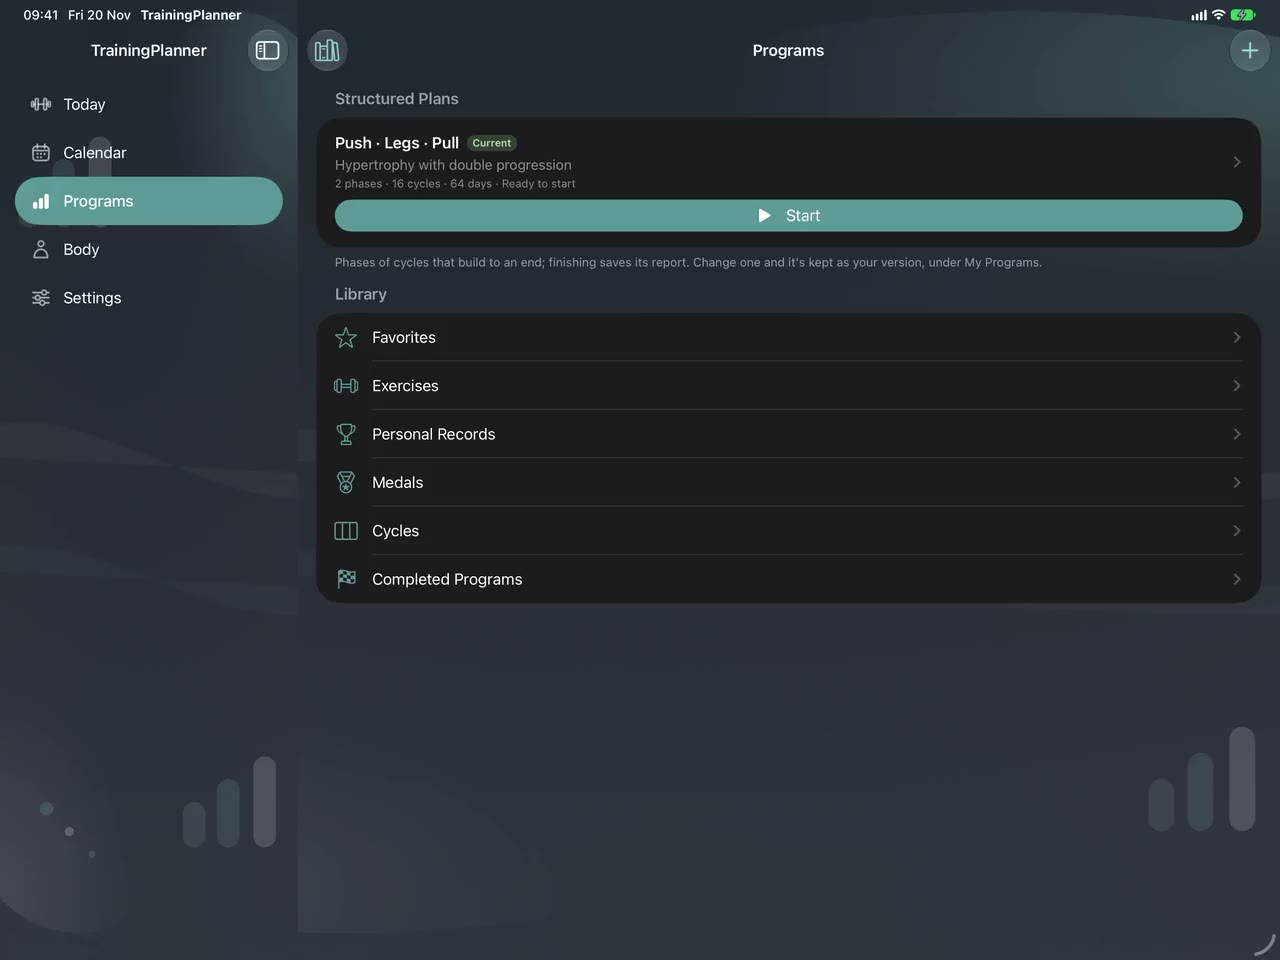 09:41 Fri 20 Nov TrainingPlanner
TrainingPlanner
Today
Calendar
Programs
Body
Settings
Programs
Structured Plans
Push · Legs · Pull Current
Hypertrophy with double progression
2 phases · 16 cycles · 64 days · Ready to start
Start
Phases of cycles that build to an end; finishing saves its report. Change one and it's kept as your version, under My Programs.
Library
Favorites
Exercises
Personal Records
Medals
Cycles
Completed Programs